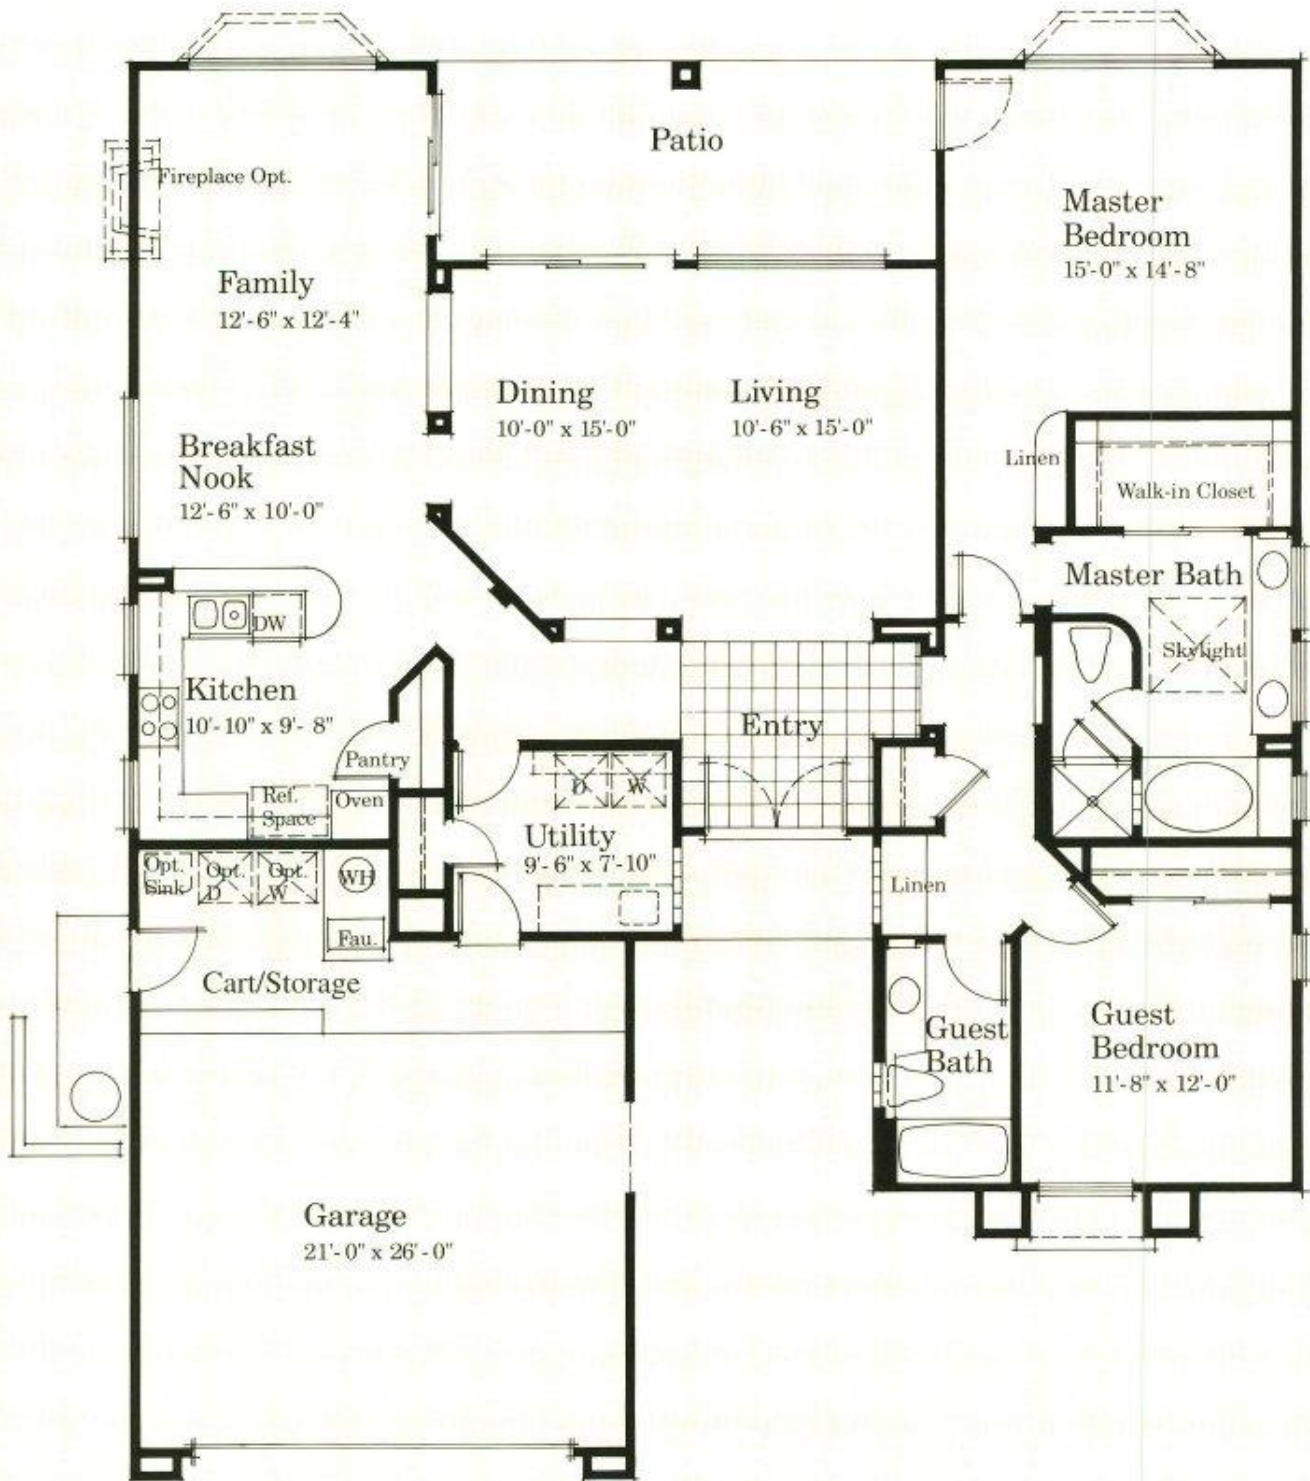 Patio
Fireplace Opt.
Master
Bedroom
15'-0" x 14'-8"
Family
12'-6" x 12'-4"
Dining
10'-0" x 15'-0"
Living
10'-6" x 15'-0"
Breakfast
Nook
12'-6" x 10'-0"
Linen
Walk-in Closet
Master Bath
DW
Skylight
Kitchen
10'-10" x 9'- 8"
Entry
Pantry
Ref.
Space
Oven
D
W
Utility
9'-6" x 7'-10"
Opt.
Sink
Opt.
D
Opt.
W
WH
Linen
Fau.
Cart/Storage
Guest
Bath
Guest
Bedroom
11'-8" x 12'-0"
Garage
21'-0" x 26'-0"